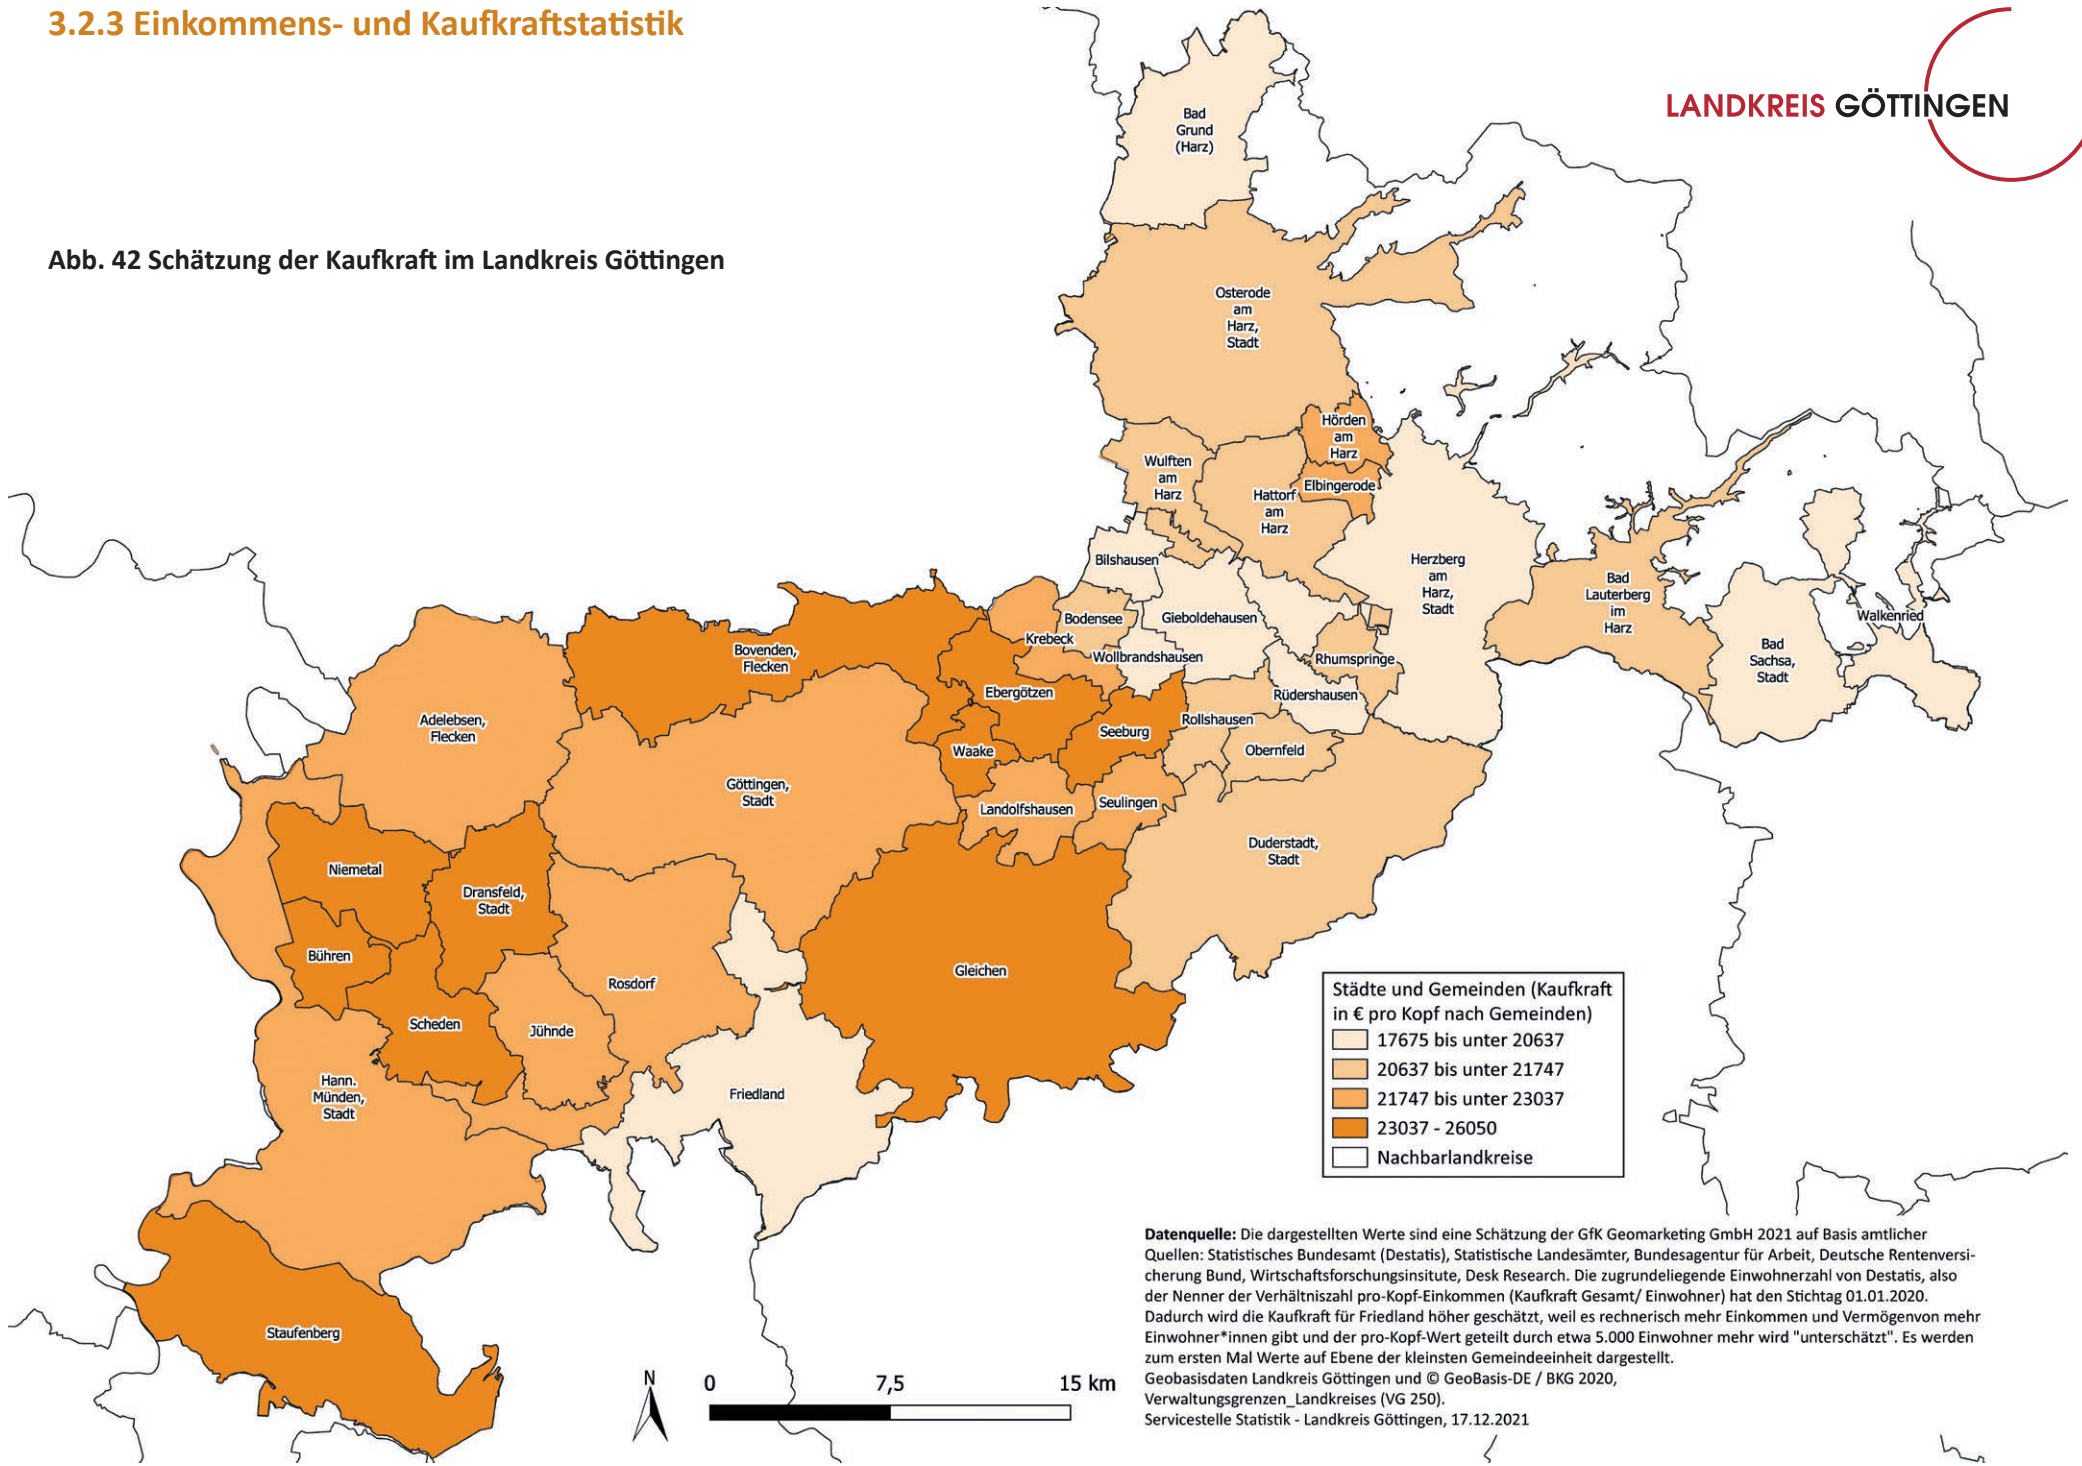 3.2.3 Einkommens- und Kaufkraftstatistik
LANDKREIS GÖTTINGEN
Abb. 42 Schätzung der Kaufkraft im Landkreis Göttingen
Bad
Grund
(Harz)
Osterode
am
Harz,
Stadt
Hörden
am
Harz
Wulften
am
Harz
Elbingerode
Hattorf
am
Harz
Bilshausen
Herzberg
am
Harz,
Stadt
Bad
Lauterberg
im
Harz
Bodensee
Gieboldehausen
Walkenried
Krebeck
Bovenden,
Flecken
Wollbrandshausen
Rhumspringe
Bad
Sachsa,
Stadt
Ebergötzen
Rüdershausen
Adelebsen,
Flecken
Rollshausen
Seeburg
Waake
Obernfeld
Göttingen,
Stadt
Landolfshausen
Seulingen
Duderstadt,
Stadt
Niemetal
Dransfeld,
Stadt
Bühren
Gleichen
Rosdorf
Scheden
Jühnde
Hann.
Münden,
Stadt
Friedland
Staufenberg
Städte und Gemeinden (Kaufkraft
in € pro Kopf nach Gemeinden)
17675 bis unter 20637
20637 bis unter 21747
21747 bis unter 23037
23037 - 26050
Nachbarlandkreise
Datenquelle: Die dargestellten Werte sind eine Schätzung der GfK Geomarketing GmbH 2021 auf Basis amtlicher
Quellen: Statistisches Bundesamt (Destatis), Statistische Landesämter, Bundesagentur für Arbeit, Deutsche Rentenversi-
cherung Bund, Wirtschaftsforschungsinsitute, Desk Research. Die zugrundeliegende Einwohnerzahl von Destatis, also
der Nenner der Verhältniszahl pro-Kopf-Einkommen (Kaufkraft Gesamt/ Einwohner) hat den Stichtag 01.01.2020.
Dadurch wird die Kaufkraft für Friedland höher geschätzt, weil es rechnerisch mehr Einkommen und Vermögenvon mehr
Einwohner*innen gibt und der pro-Kopf-Wert geteilt durch etwa 5.000 Einwohner mehr wird "unterschätzt". Es werden
zum ersten Mal Werte auf Ebene der kleinsten Gemeindeeinheit dargestellt.
Geobasisdaten Landkreis Göttingen und © GeoBasis-DE / BKG 2020,
Verwaltungsgrenzen_Landkreises (VG 250).
Servicestelle Statistik - Landkreis Göttingen, 17.12.2021
N
0 7,5 15 km